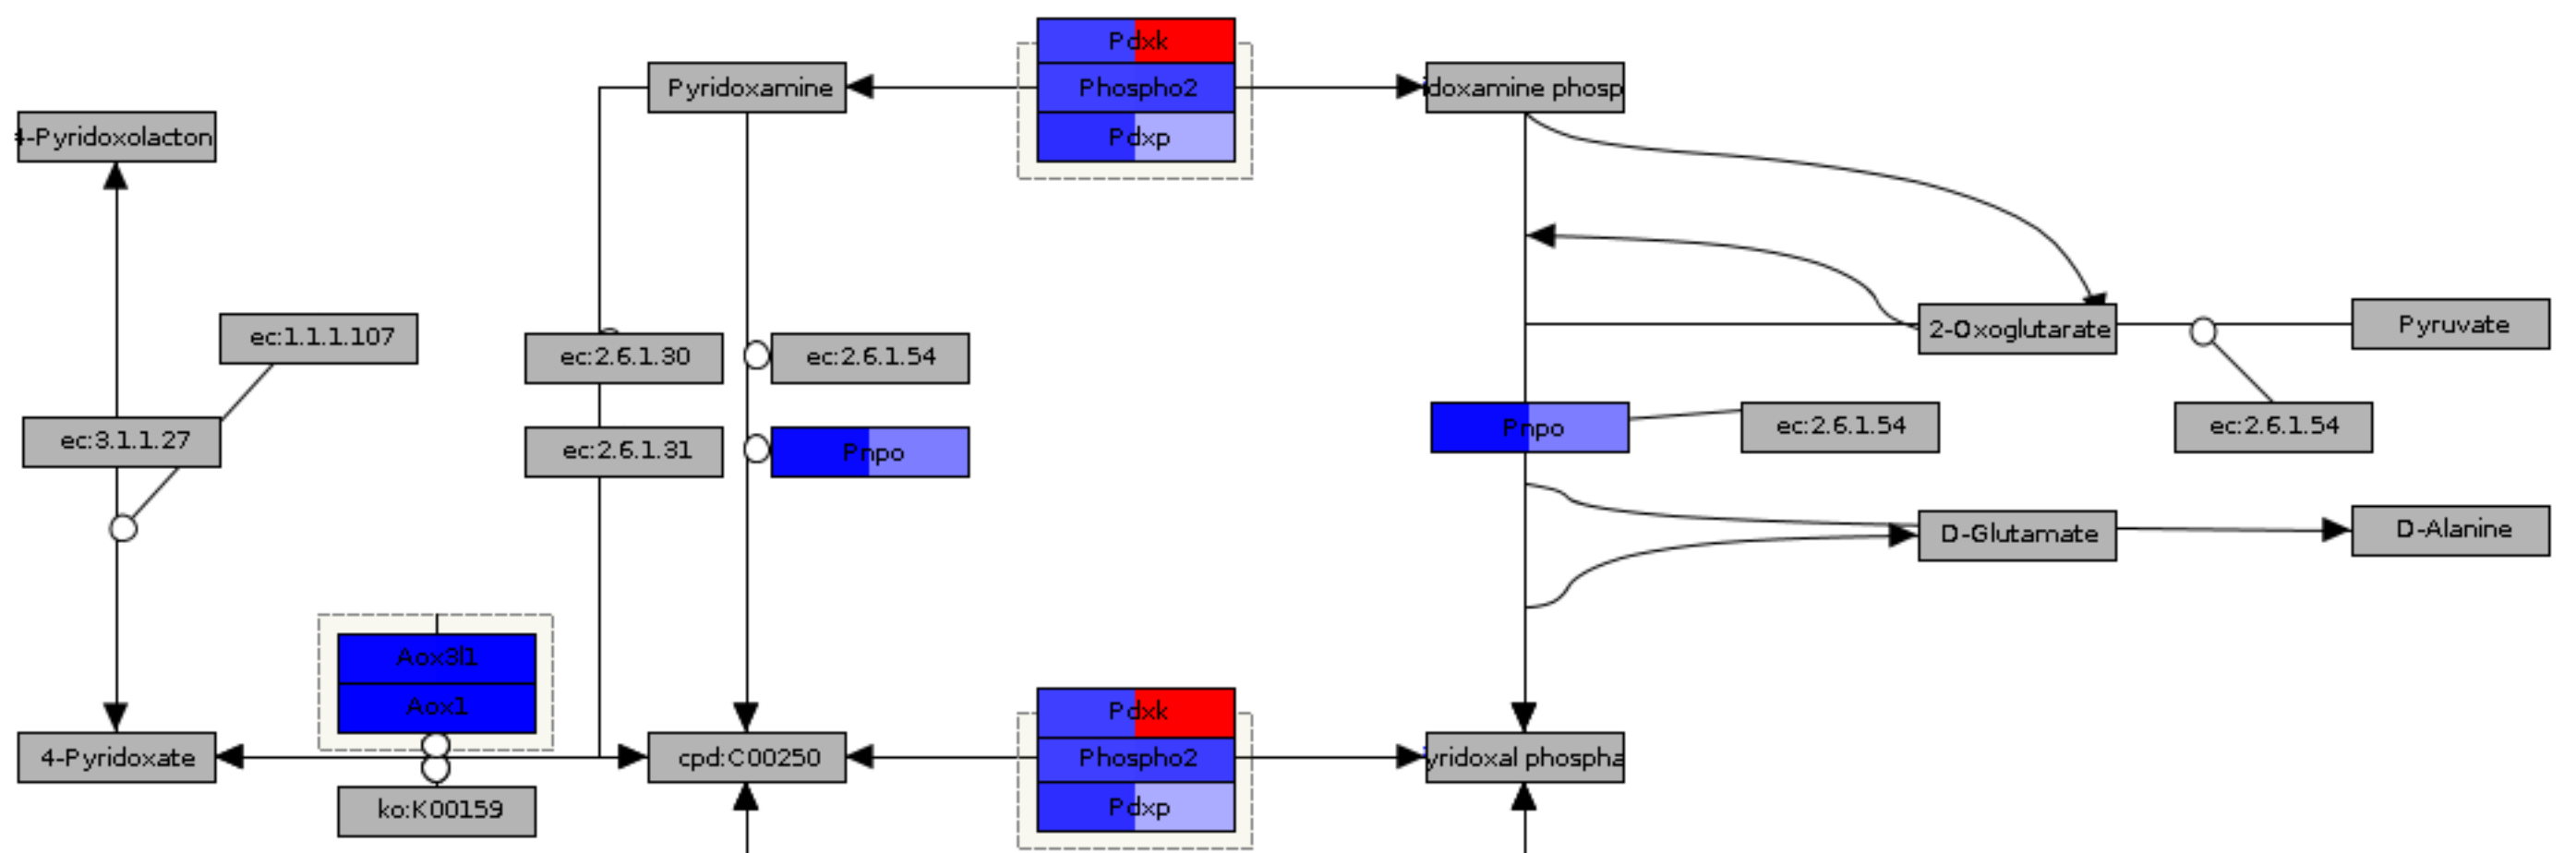 Pdxk
Pyridoxamine
Phospho2
doxamine phosp
4-Pyridoxolacton
Pdxp
ec:1.1.1.107
2-Oxoglutarate
Pyruvate
ec:2.6.1.30
ec:2.6.1.54
ec:3.1.1.27
ec:2.6.1.31
Pnpo
Pnpo
ec:2.6.1.54
ec:2.6.1.54
D-Glutamate
D-Alanine
Aox3l1
Aox1
Pdxk
4-Pyridoxate
cpd:C00250
Phospho2
yridoxal phospha
ko:K00159
Pdxp